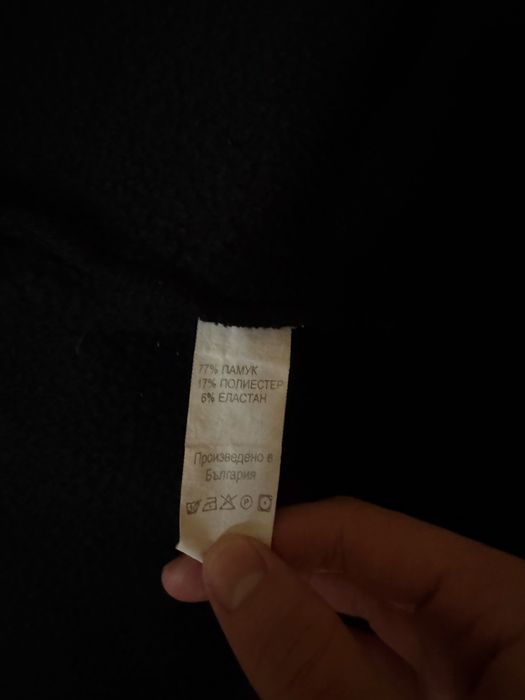 77% ПАМУК
17% ПОЛИЕСТЕР
6% ЕЛАСТАН
Произведено в
България
P